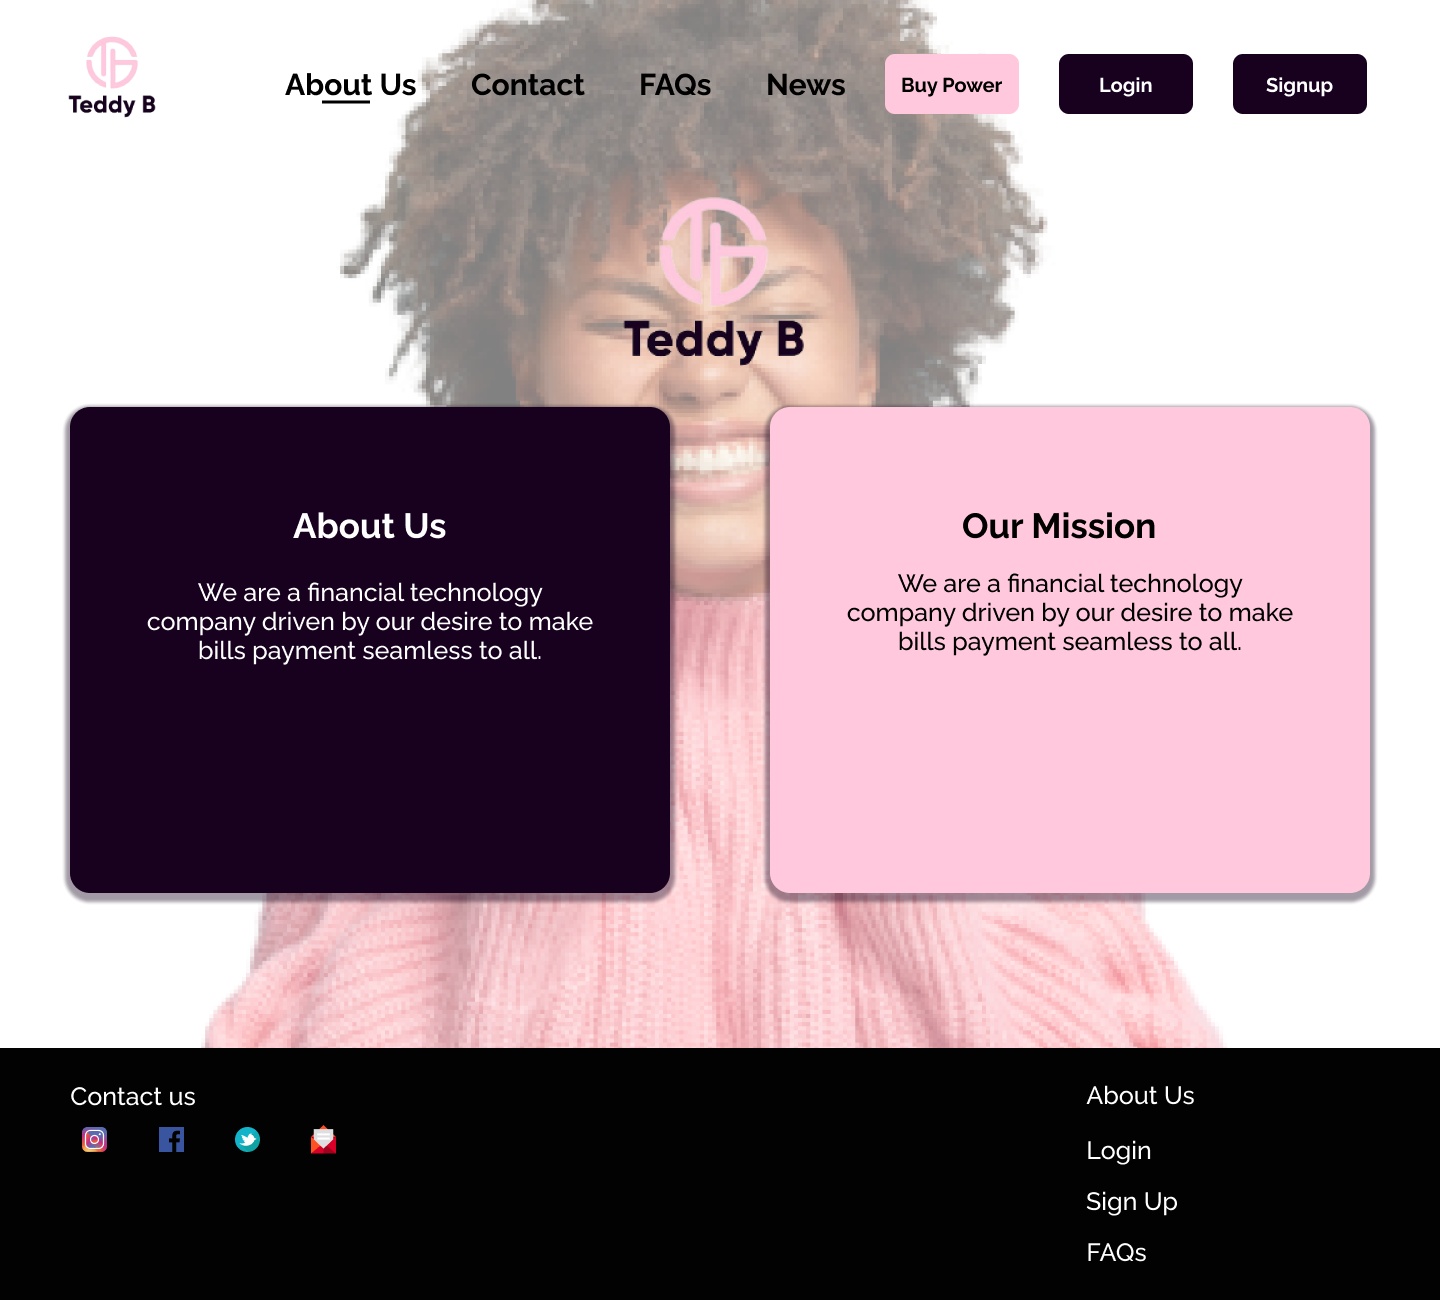 Teddy B
About Us
Contact
FAQs
News
Buy Power
Login
Signup
Teddy B
About Us
We are a financial technology
company driven by our desire to make
bills payment seamless to all.
Our Mission
We are a financial technology
company driven by our desire to make
bills payment seamless to all.
Contact us
About Us
Login
Sign Up
FAQs